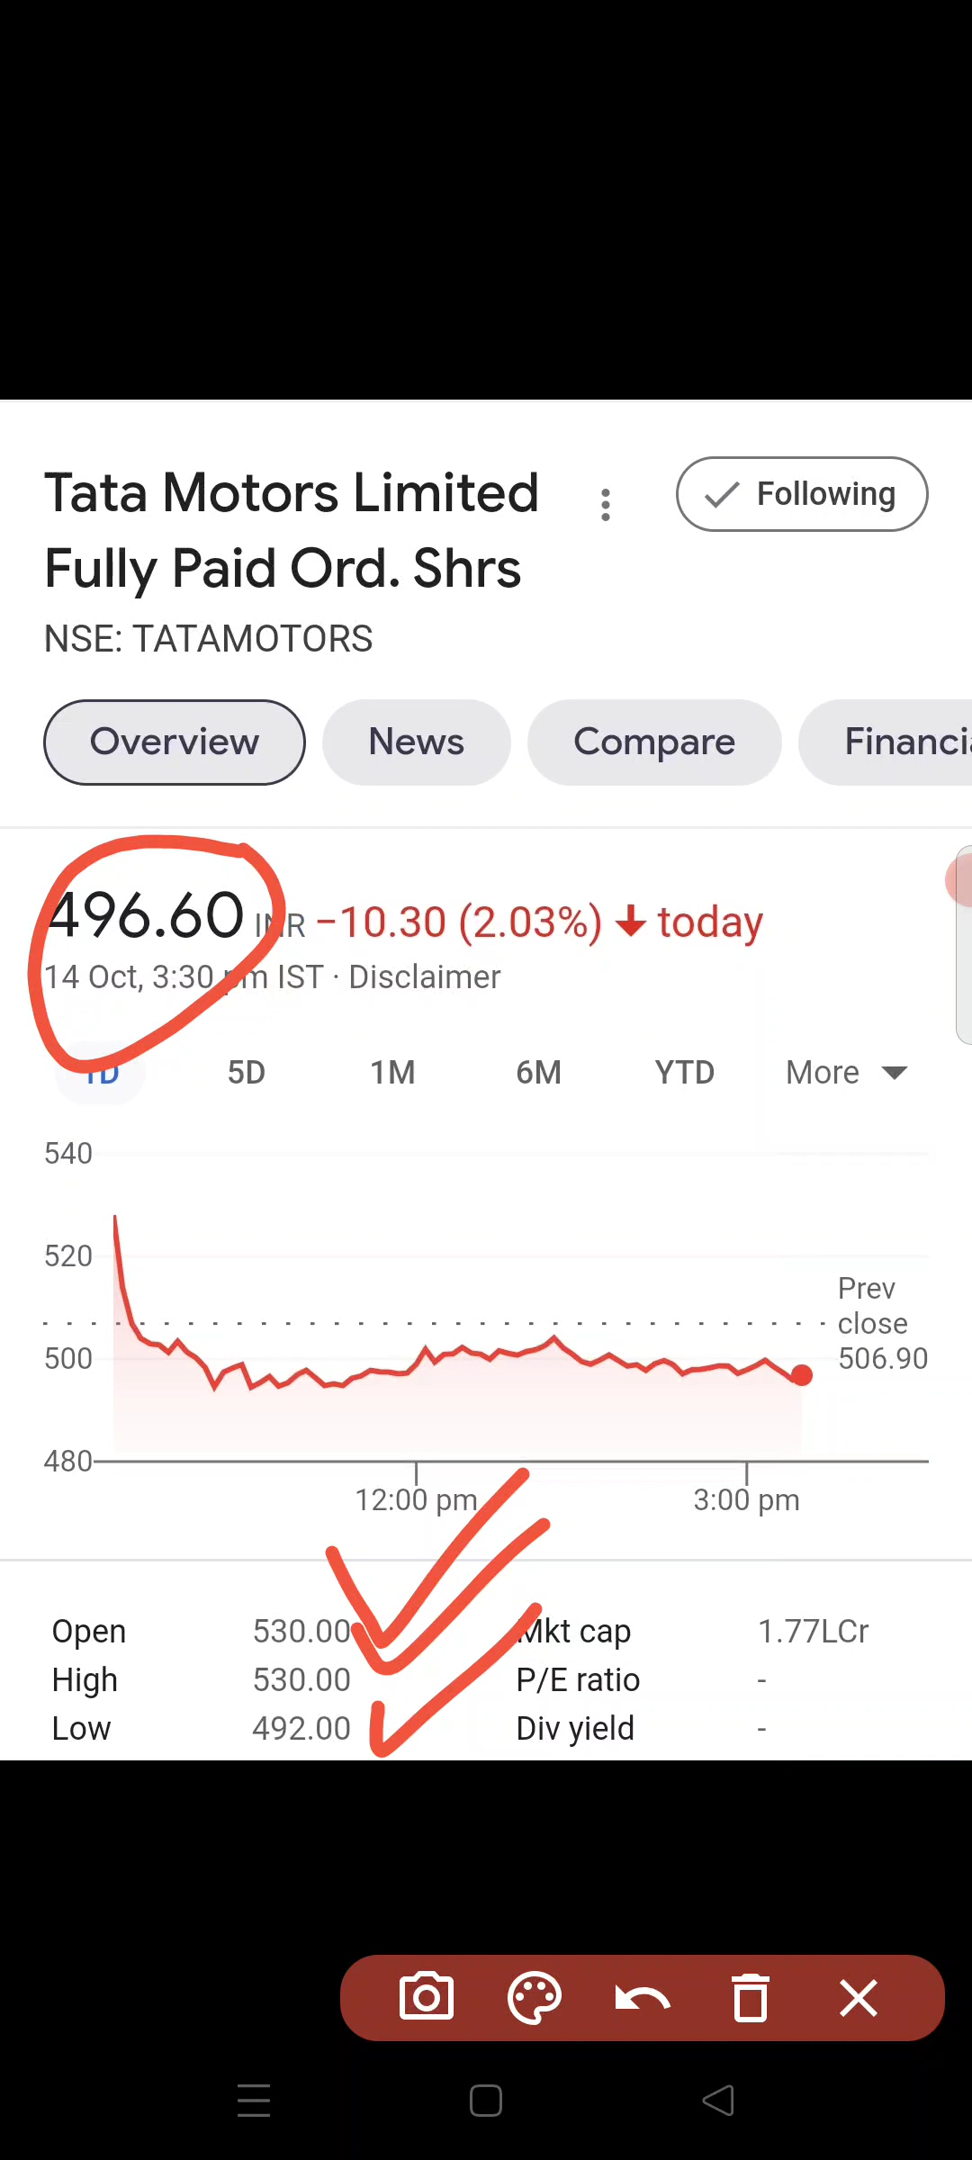 Tata Motors Limited
Fully Paid Ord. Shrs
Following
NSE: TATAMOTORS
Overview News Compare Financi
496.60 INR −10.30 (2.03%) ↓ today
14 Oct, 3:30 pm IST · Disclaimer
1D 5D 1M 6M YTD More
540
520
500
480
Prev
close
506.90
12:00 pm 3:00 pm
Open 530.00 Mkt cap 1.77LCr
High 530.00 P/E ratio -
Low 492.00 Div yield -